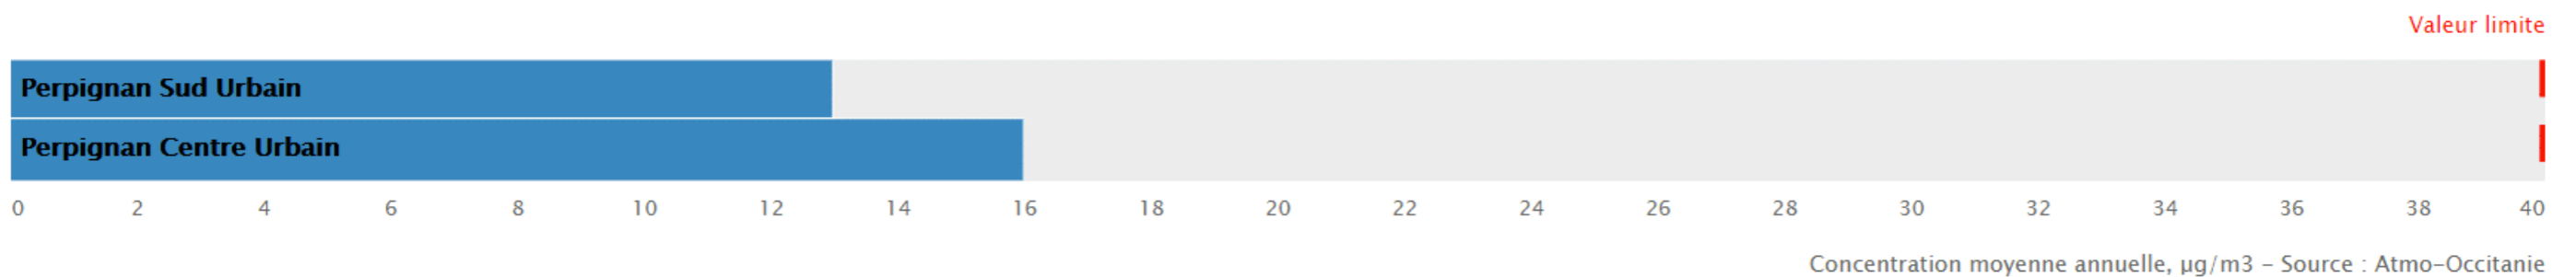 Valeur limite
Perpignan Sud Urbain
Perpignan Centre Urbain
0 2 4 6 8 10 12 14 16 18 20 22 24 26 28 30 32 34 36 38 40
Concentration moyenne annuelle, µg/m3 – Source : Atmo-Occitanie